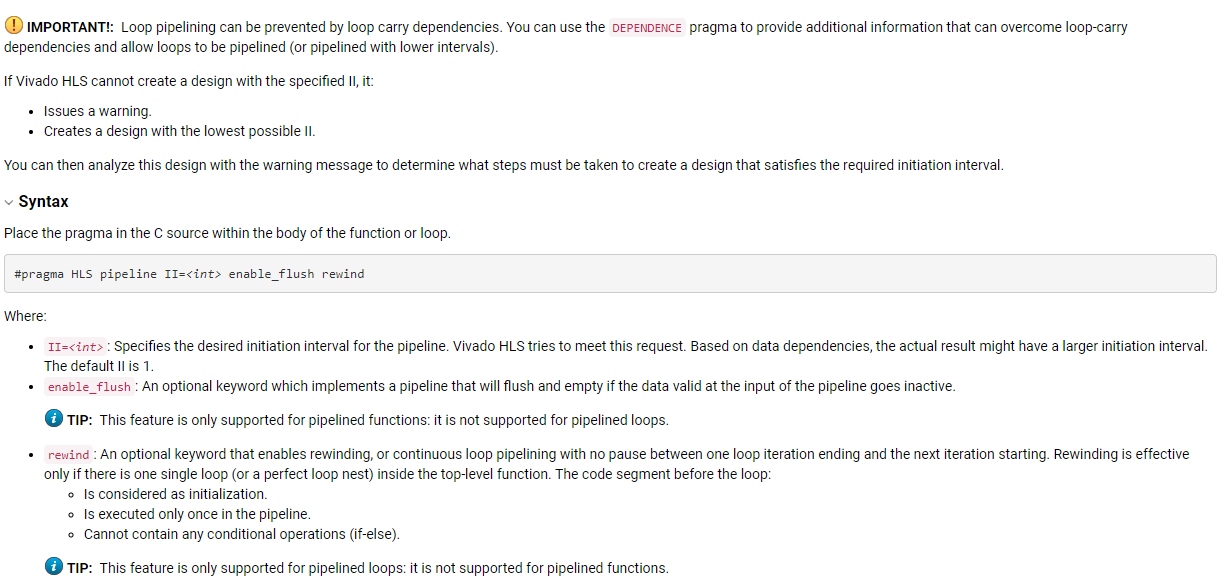 IMPORTANT!: Loop pipelining can be prevented by loop carry dependencies. You can use the DEPENDENCE pragma to provide additional information that can overcome loop-carry
dependencies and allow loops to be pipelined (or pipelined with lower intervals).
If Vivado HLS cannot create a design with the specified II, it:
• Issues a warning.
• Creates a design with the lowest possible II.
You can then analyze this design with the warning message to determine what steps must be taken to create a design that satisfies the required initiation interval.
Syntax
Place the pragma in the C source within the body of the function or loop.
#pragma HLS pipeline II=<int> enable_flush rewind
Where:
• II=<int> : Specifies the desired initiation interval for the pipeline. Vivado HLS tries to meet this request. Based on data dependencies, the actual result might have a larger initiation interval.
The default II is 1.
• enable_flush : An optional keyword which implements a pipeline that will flush and empty if the data valid at the input of the pipeline goes inactive.
TIP: This feature is only supported for pipelined functions: it is not supported for pipelined loops.
• rewind : An optional keyword that enables rewinding, or continuous loop pipelining with no pause between one loop iteration ending and the next iteration starting. Rewinding is effective
only if there is one single loop (or a perfect loop nest) inside the top-level function. The code segment before the loop:
◦ Is considered as initialization.
◦ Is executed only once in the pipeline.
◦ Cannot contain any conditional operations (if-else).
TIP: This feature is only supported for pipelined loops: it is not supported for pipelined functions.